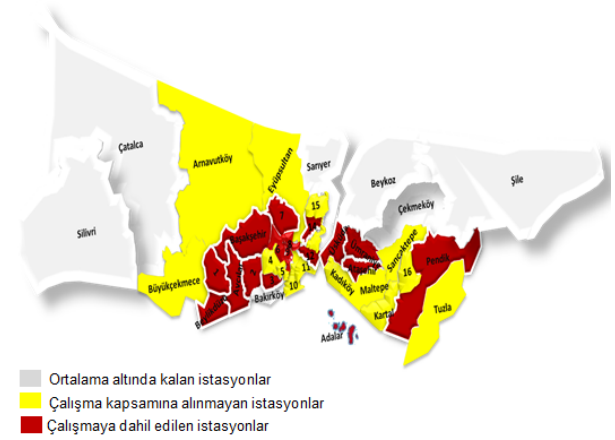 Çatalca
Silivri
Arnavutköy
Eyüpsultan
Sarıyer
Beykoz
Şile
Çekmeköy
15
7
Başakşehir
4
5
11
10
Büyükçekmece
Bakırköy
Kadıköy
Sancaktepe
16
Pendik
Maltepe
Kartal
Tuzla
Adalar
Ortalama altında kalan istasyonlar
Çalışma kapsamına alınmayan istasyonlar
Çalışmaya dahil edilen istasyonlar